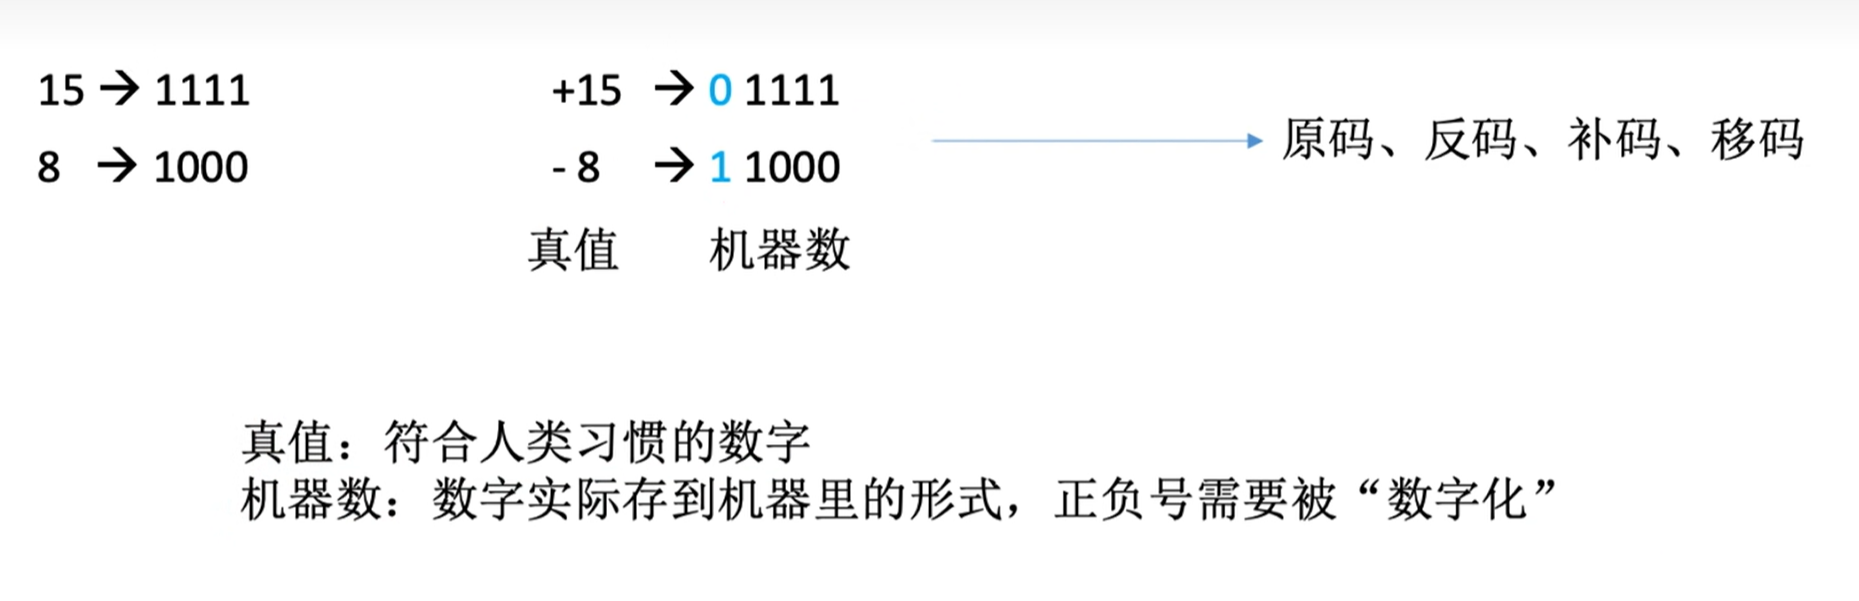 15 → 1111 +15 → 0 1111
原码、反码、补码、移码
8 → 1000 - 8 → 1 1000
真值 机器数
真值：符合人类习惯的数字
机器数：数字实际存到机器里的形式，正负号需要被“数字化”